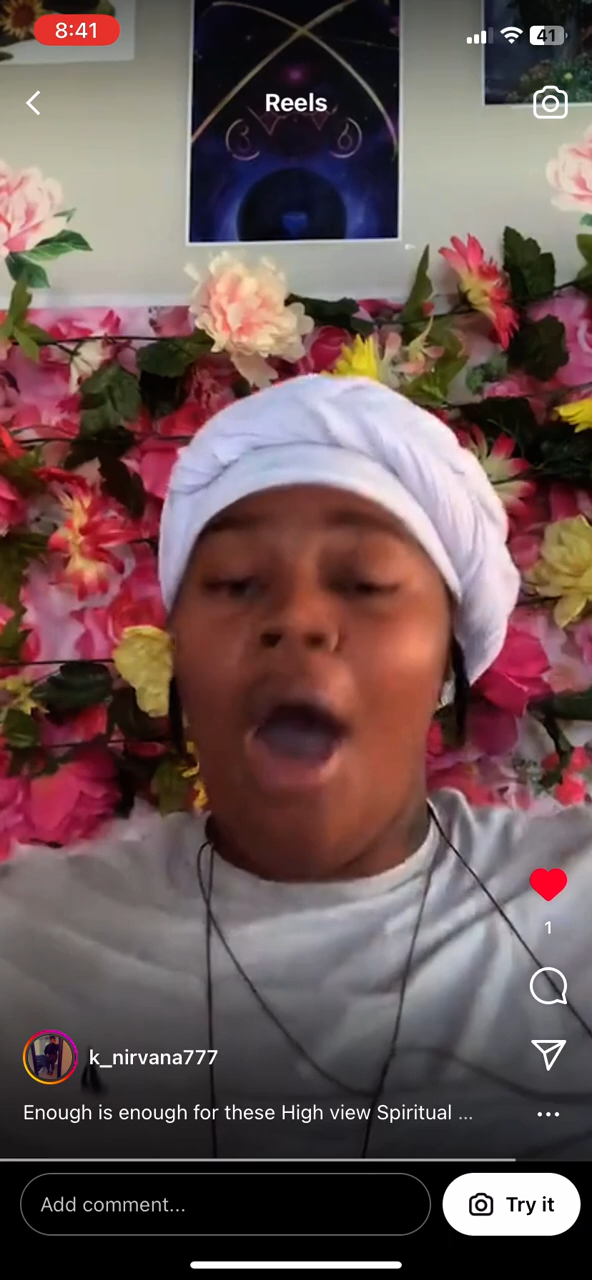 8:41
41
Reels
1
k_nirvana777
Enough is enough for these High view Spiritual ...
Add comment...
Try it